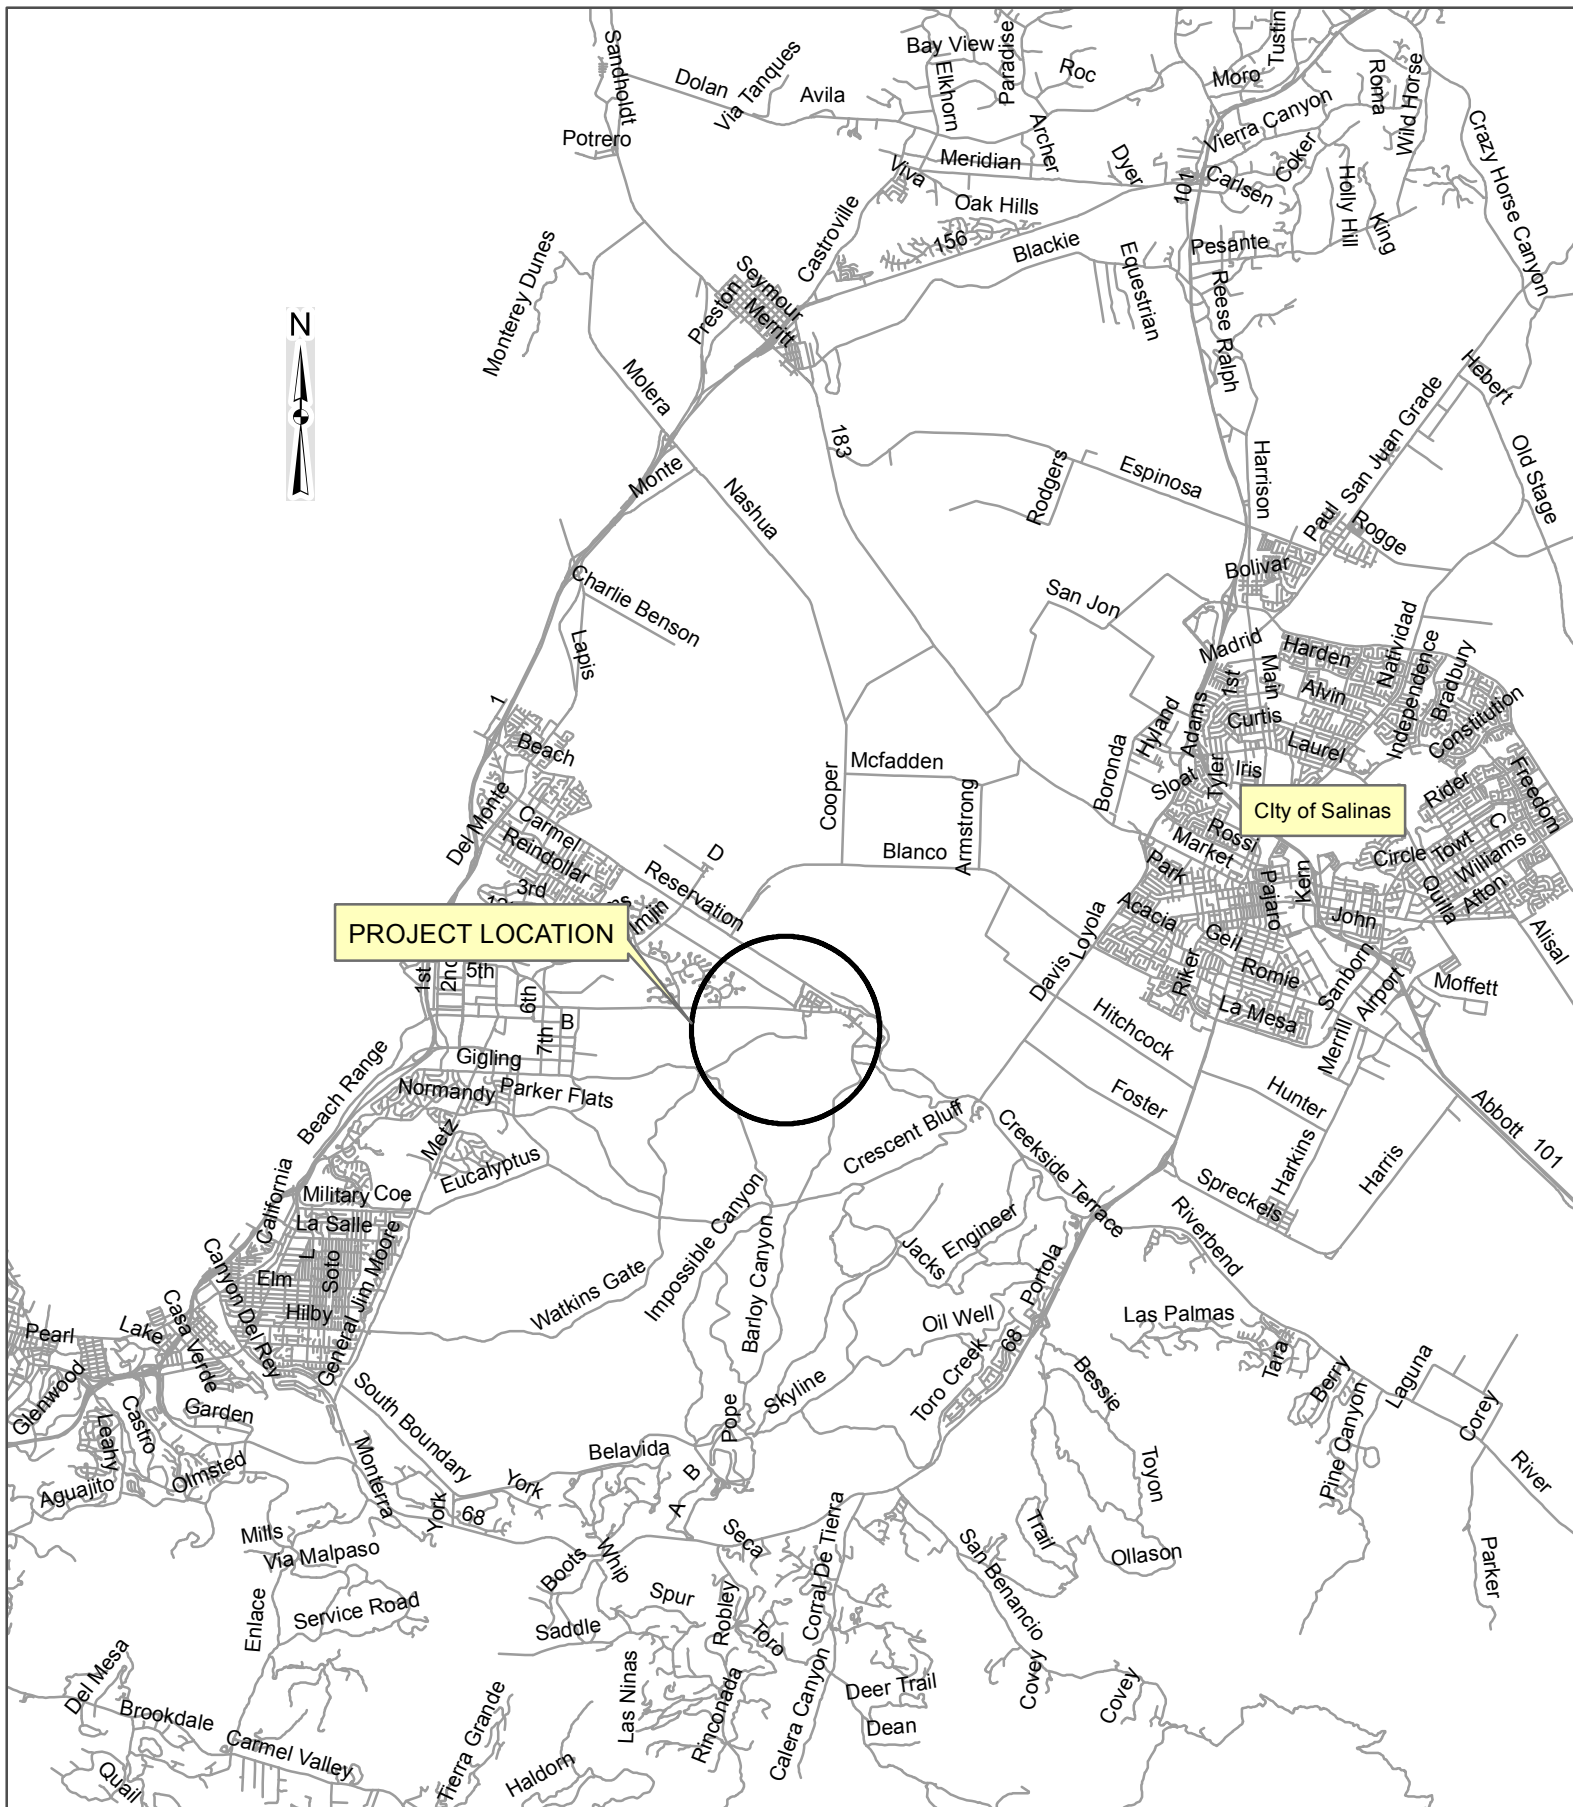 Sandholdt
Dolan
Via Tanques
Avila
Bay View
Elkhorn
Paradise
Roc
Archer
Moro
Tustin
Roma
Wild Horse
Vierra Canyon
Crazy Horse Canyon
Potrero
Meridian
Dyer
Viva
101
Carlsen
Coker
Holly Hill
King
Oak Hills
156
Blackie
Pesante
Equestrian
Reese Ralph
Castroville
Monterey Dunes
Seymour
Preston
Merritt
N
Molera
Hebert
San Juan Grade
183
Monte
Nashua
Rodgers
Espinosa
Harrison
Paul
Rogge
Old Stage
Bolivar
Charlie Benson
San Jon
Lapis
Madrid
Harden
Natividad
Independence
Bradbury
1st
Main
Alvin
Constitution
1
Beach
Hyland
Adams
Curtis
Laurel
Boronda
Mcfadden
Cooper
Armstrong
Sloat
Tyler
Iris
Rider
Freedom
CIty of Salinas
Del Monte
Carmel
Reindollar
Blanco
D
Reservation
Rossi
Market
Park
Circle
Towt
C
Williams
Quilla
Afton
3rd
Imjin
PROJECT LOCATION
Acacia
Pajaro
Kern
John
Alisal
Geil
Davis
Loyola
Riker
Romie
Sanborn
Airport
Moffett
La Mesa
Merrill
1st
2nd
5th
6th
7th
B
Hitchcock
Gigling
Beach Range
Normandy
Parker Flats
Foster
Hunter
Abbott
101
Metz
Crescent Bluff
Creekside Terrace
Harkins
Harris
Eucalyptus
Spreckels
California
Military
Coe
La Salle
L
Soto
Elm
Hilby
General Jim Moore
Impossible Canyon
Barloy Canyon
Engineer
Jacks
Riverbend
Portola
Canyon Del Rey
Watkins Gate
Oil Well
68
Las Palmas
Pearl
Lake
Casa Verde
Toro Creek
Tara
Berry
Laguna
Bessie
Skyline
Glenwood
Castro
Garden
South Boundary
Pope
Pine Canyon
Corey
Leahy
Olmsted
Monterra
Belavida
York
B
A
Toyon
River
Aguajito
York
68
Mills
Via Malpaso
Seca
Corral De Tierra
San Benancio
Trail
Ollason
Parker
Boots
Whip
Spur
Robley
Enlace
Service Road
Saddle
Toro
Del Mesa
Las Ninas
Rinconada
Calera Canyon
Deer Trail
Covey
Covey
Brookdale
Dean
Carmel Valley
Tierra Grande
Haldorn
Quail